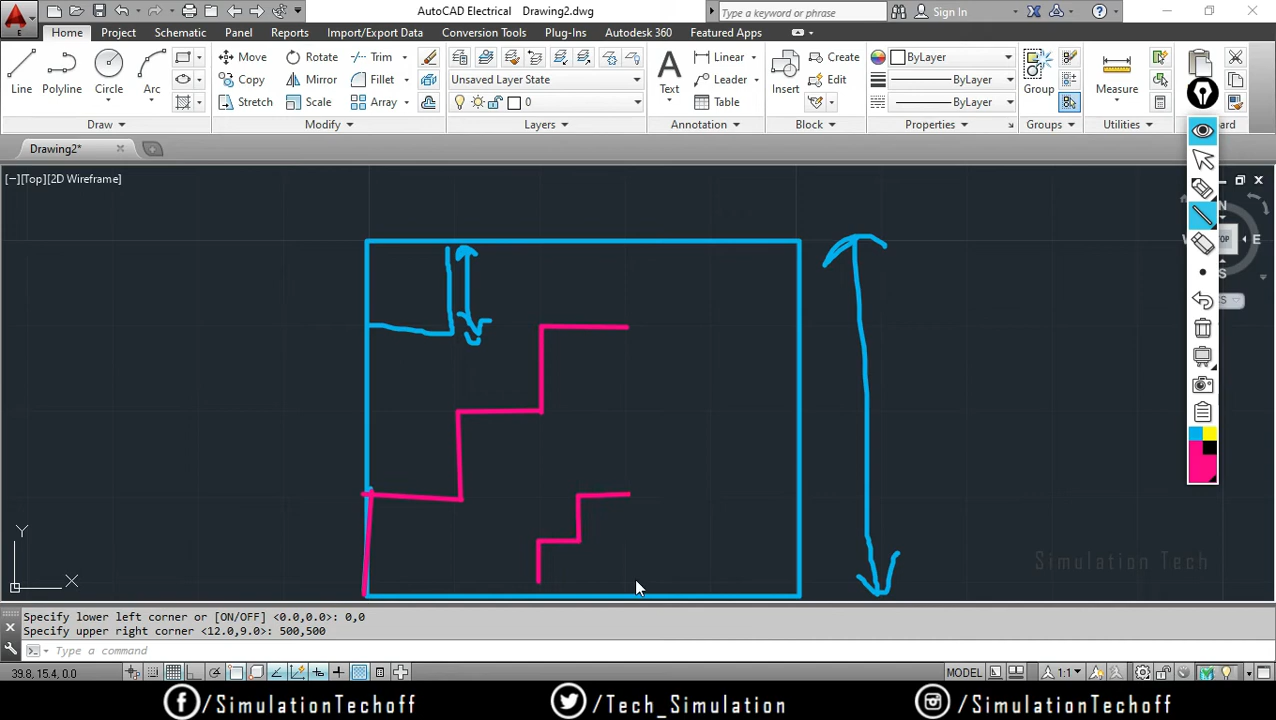 AutoCAD Electrical Drawing2.dwg
Type a keyword or phrase
Sign In
Home Project Schematic Panel Reports Import/Export Data Conversion Tools Plug-Ins Autodesk 360 Featured Apps
Line Polyline Circle Arc
Move Rotate Trim
Copy Mirror Fillet
Stretch Scale Array
Unsaved Layer State
0
Text
Linear
Leader
Table
Insert
Create
Edit
ByLayer
ByLayer
ByLayer
Group
Measure
Draw Modify Layers Annotation Block Properties Groups Utilities
Drawing2*
[−][Top][2D Wireframe]
N
W TOP E
S
Y
X
Simulation Tech
Specify lower left corner or [ON/OFF] <0.0,0.0>: 0,0
Specify upper right corner <12.0,9.0>: 500,500
Type a command
39.8, 15.4, 0.0
MODEL
1:1
/SimulationTechoff /Tech_Simulation /SimulationTechoff